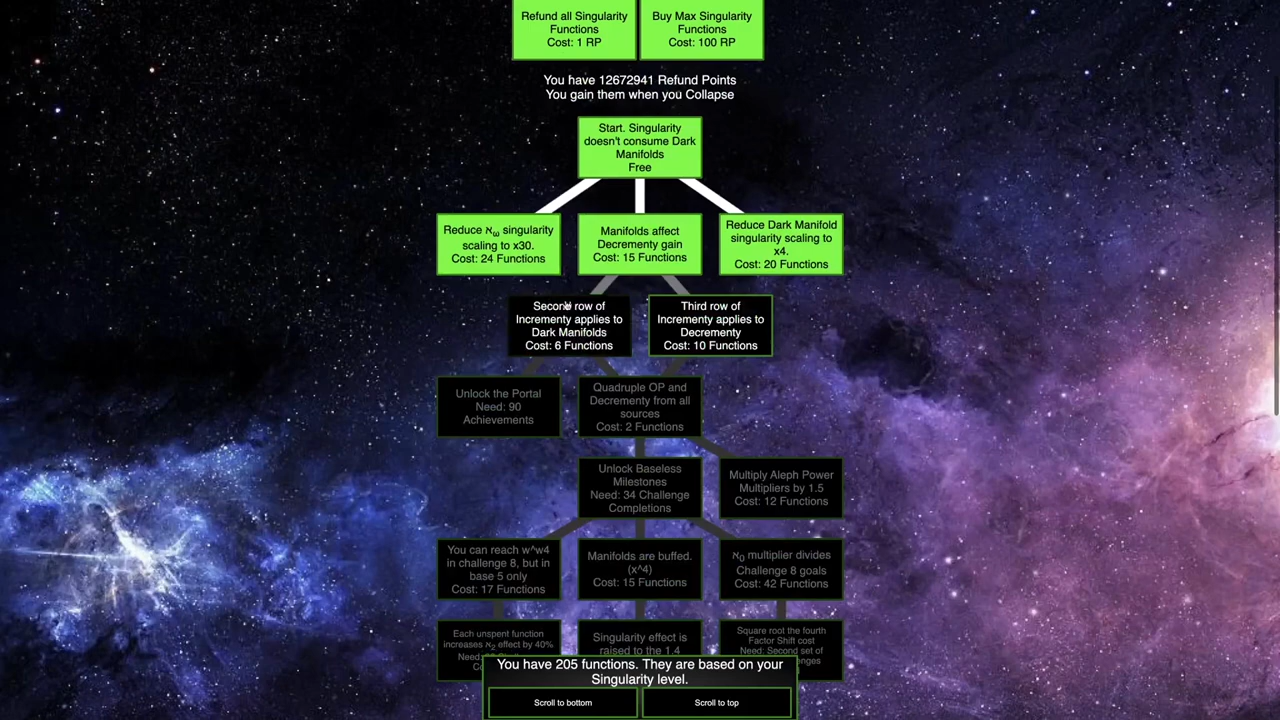 Refund all Singularity
Functions
Cost: 1 RP
Buy Max Singularity
Functions
Cost: 100 RP
You have 12672941 Refund Points
You gain them when you Collapse
Start. Singularity
doesn't consume Dark
Manifolds
Free
Reduce ℵω singularity
scaling to x30.
Cost: 24 Functions
Manifolds affect
Decrementy gain
Cost: 15 Functions
Reduce Dark Manifold
singularity scaling to
x4.
Cost: 20 Functions
Second row of
Incrementy applies to
Dark Manifolds
Cost: 6 Functions
Third row of
Incrementy applies to
Decrementy
Cost: 10 Functions
Unlock the Portal
Need: 90
Achievements
Quadruple OP and
Decrementy from all
sources
Cost: 2 Functions
Unlock Baseless
Milestones
Need: 34 Challenge
Completions
Multiply Aleph Power
Multipliers by 1.5
Cost: 12 Functions
You can reach w^w4
in challenge 8, but in
base 5 only
Cost: 17 Functions
Manifolds are buffed.
(x^4)
Cost: 15 Functions
ℵ0 multiplier divides
Challenge 8 goals
Cost: 42 Functions
Each unspent function
increases ℵ2 effect by 40%
Singularity effect is
raised to the 1.4
Square root the fourth
Factor Shift cost
Need: Second set of
You have 205 functions. They are based on your
Singularity level.
Scroll to bottom
Scroll to top